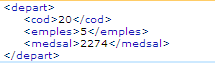 <depart>
<cod>20</cod>
<emples>5</emples>
<medsal>2274</medsal>
</depart>